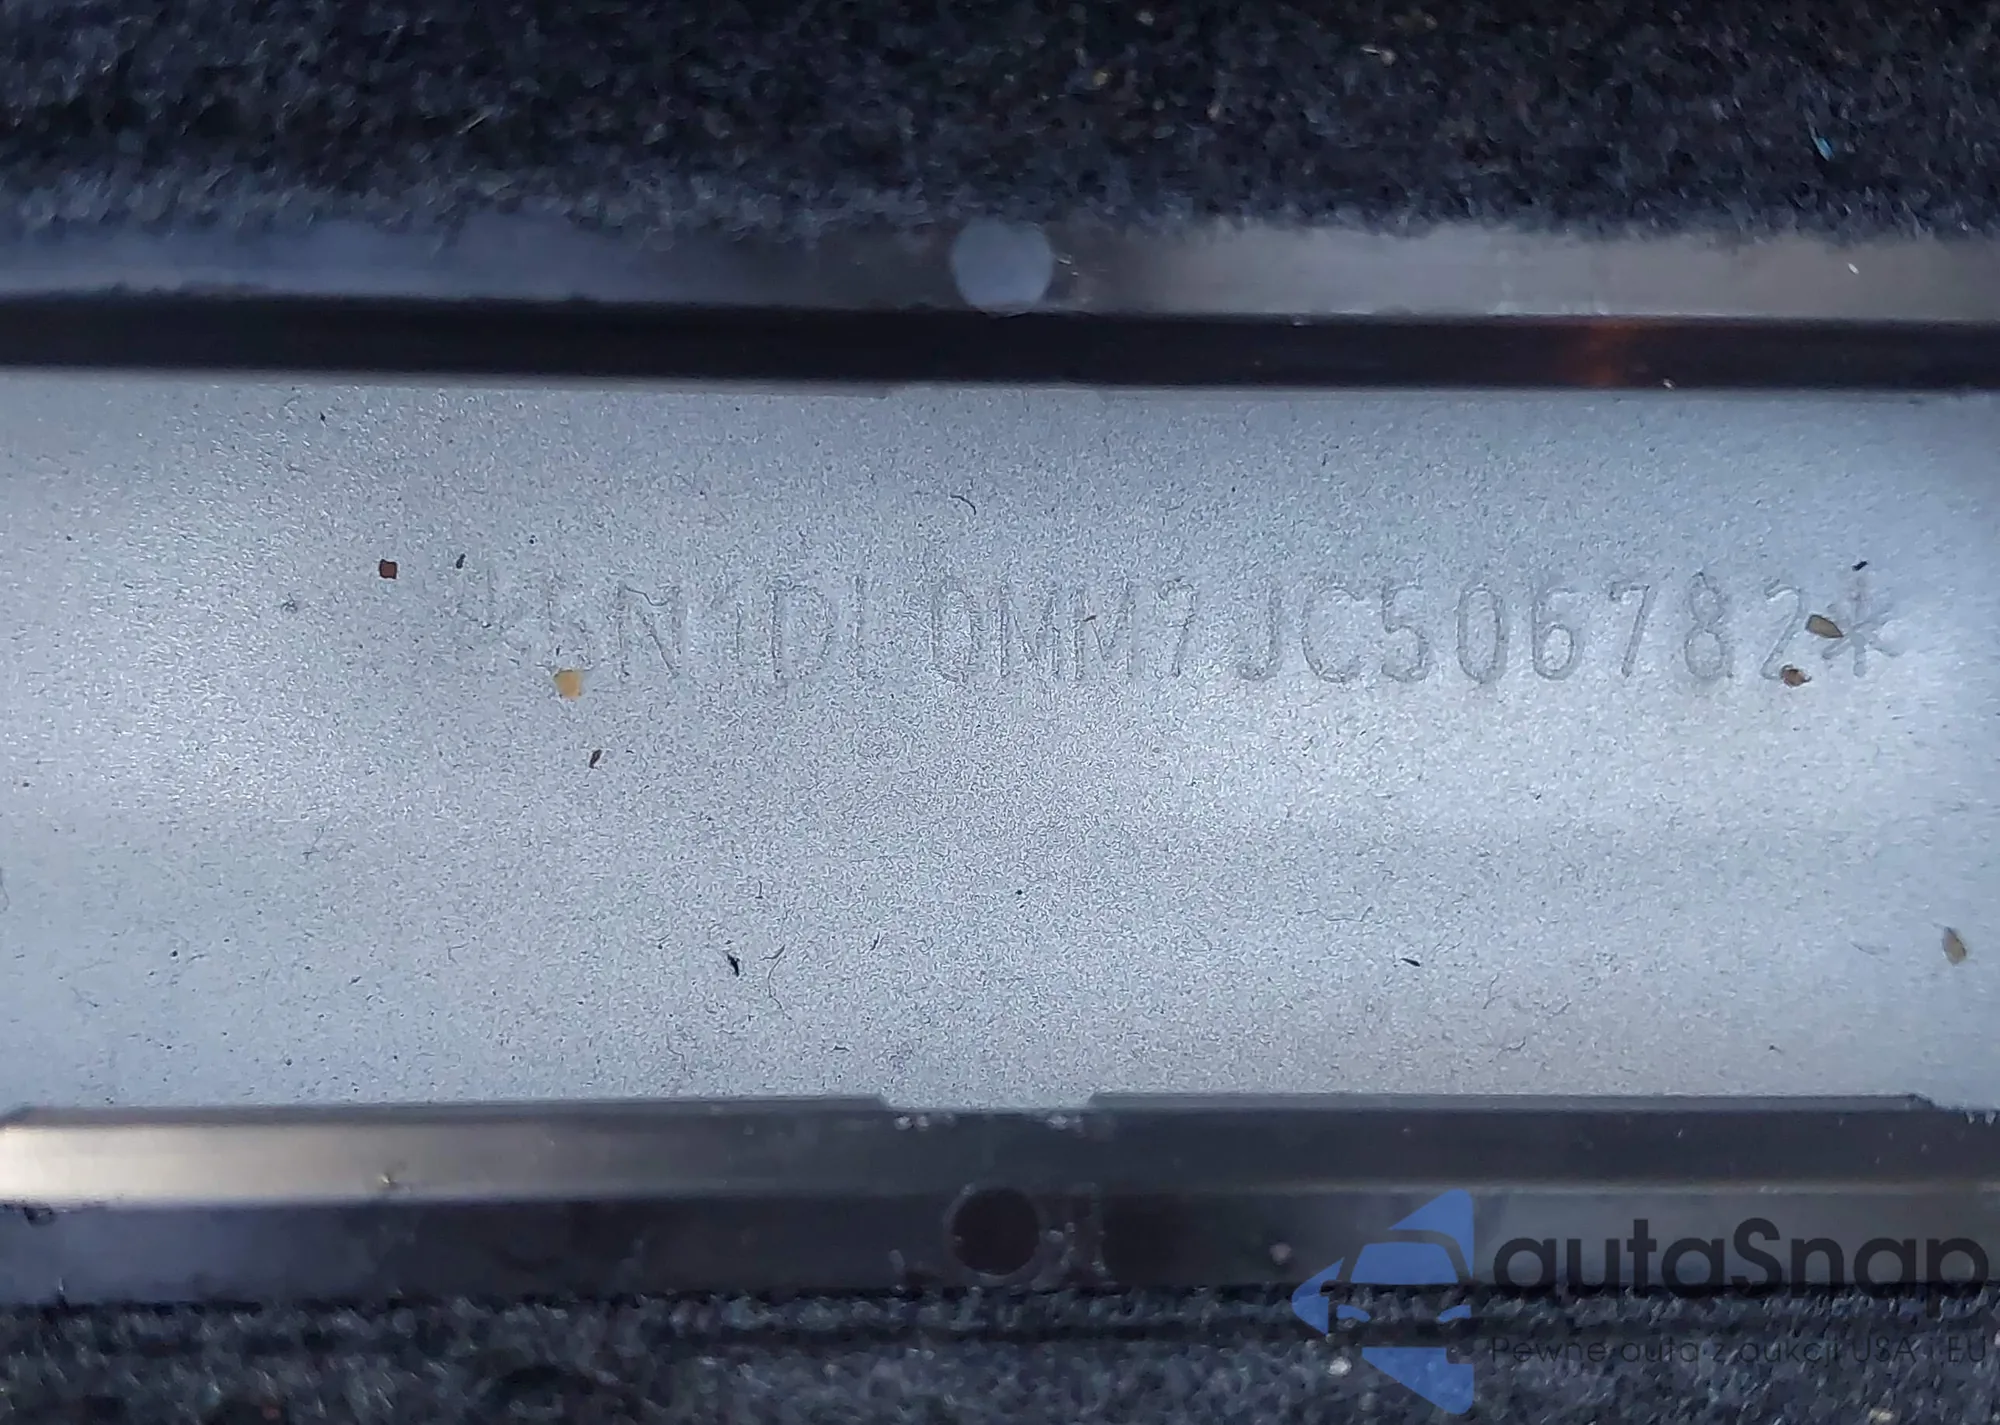 *5N1DL0MM7JC506782*
autaSnap
Pewne auta z aukcji USA i EU